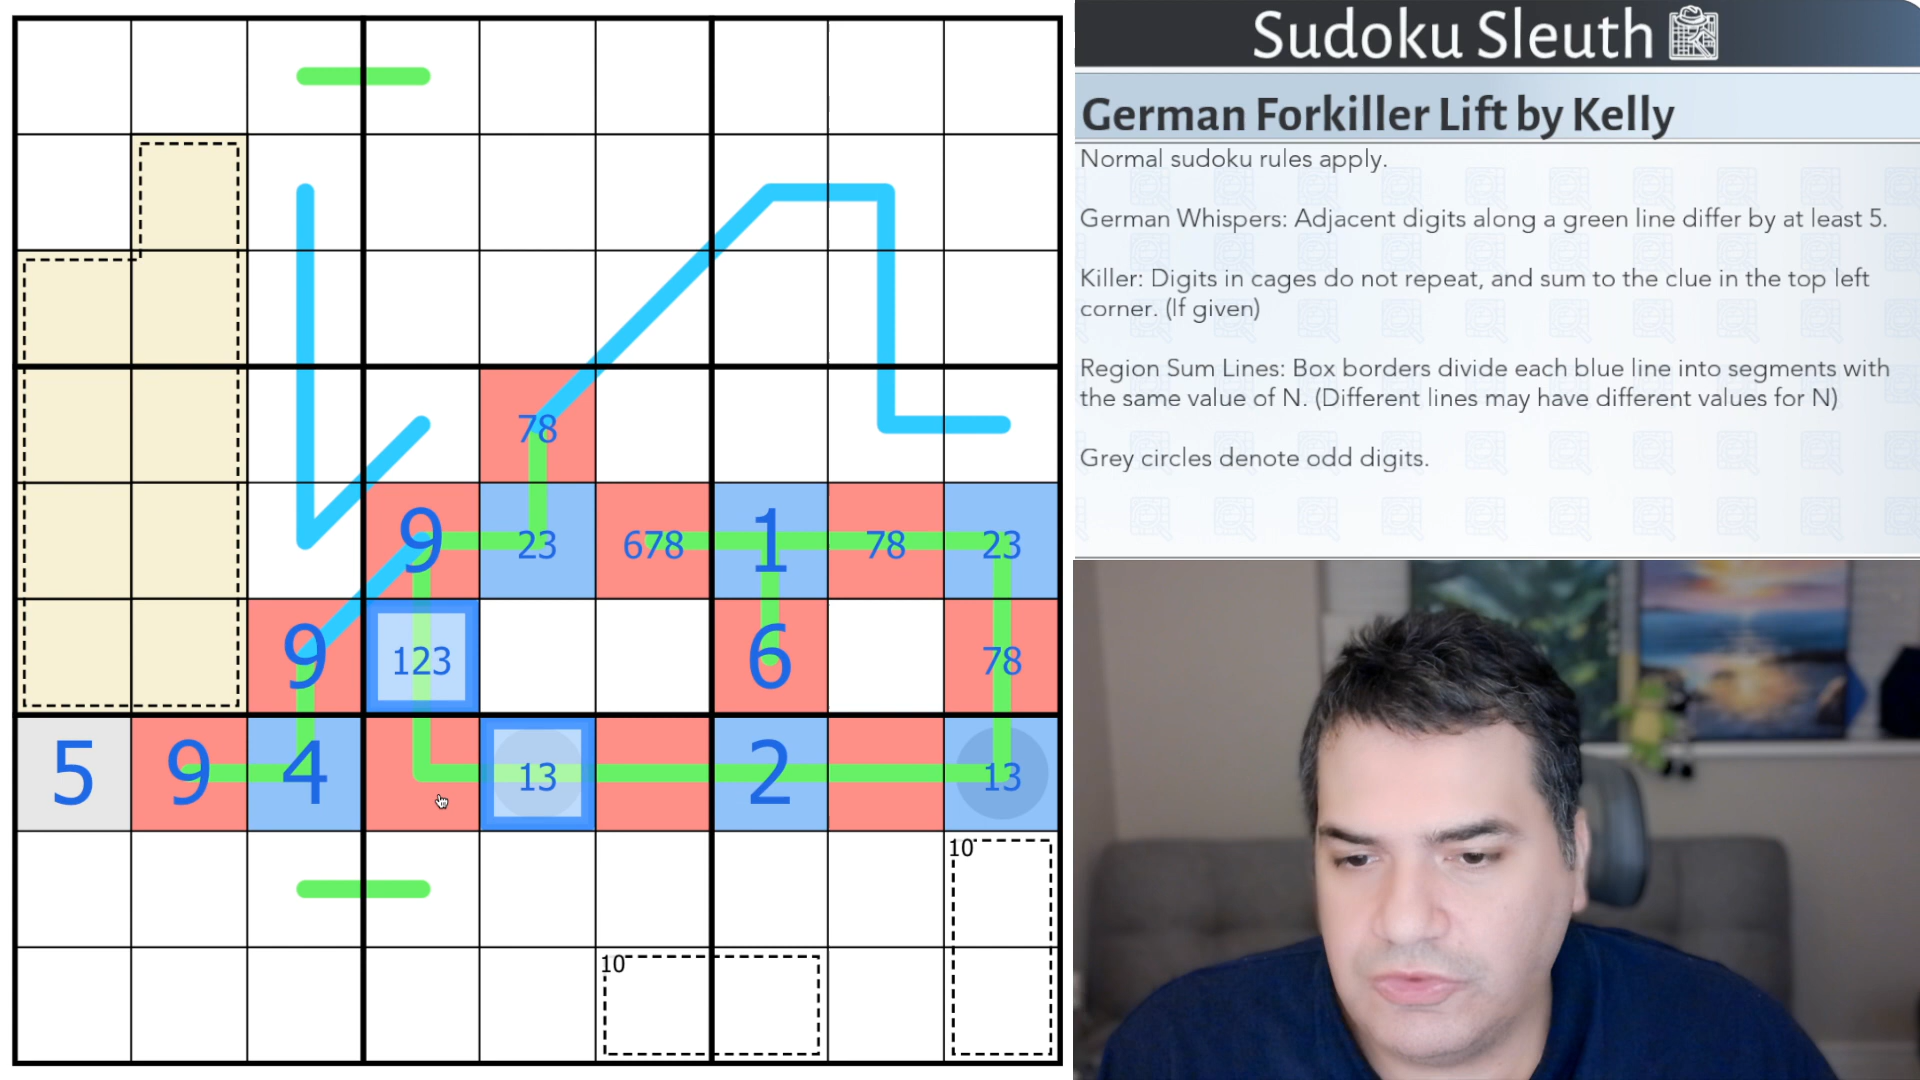 Sudoku Sleuth
German Forkiller Lift by Kelly
Normal sudoku rules apply.
German Whispers: Adjacent digits along a green line differ by at least 5.
Killer: Digits in cages do not repeat, and sum to the clue in the top left
corner. (If given)
Region Sum Lines: Box borders divide each blue line into segments with
the same value of N. (Different lines may have different values for N)
Grey circles denote odd digits.
78
9 23 678 1 78 23
9 123 6 78
5 9 4 13 2 13
10
10